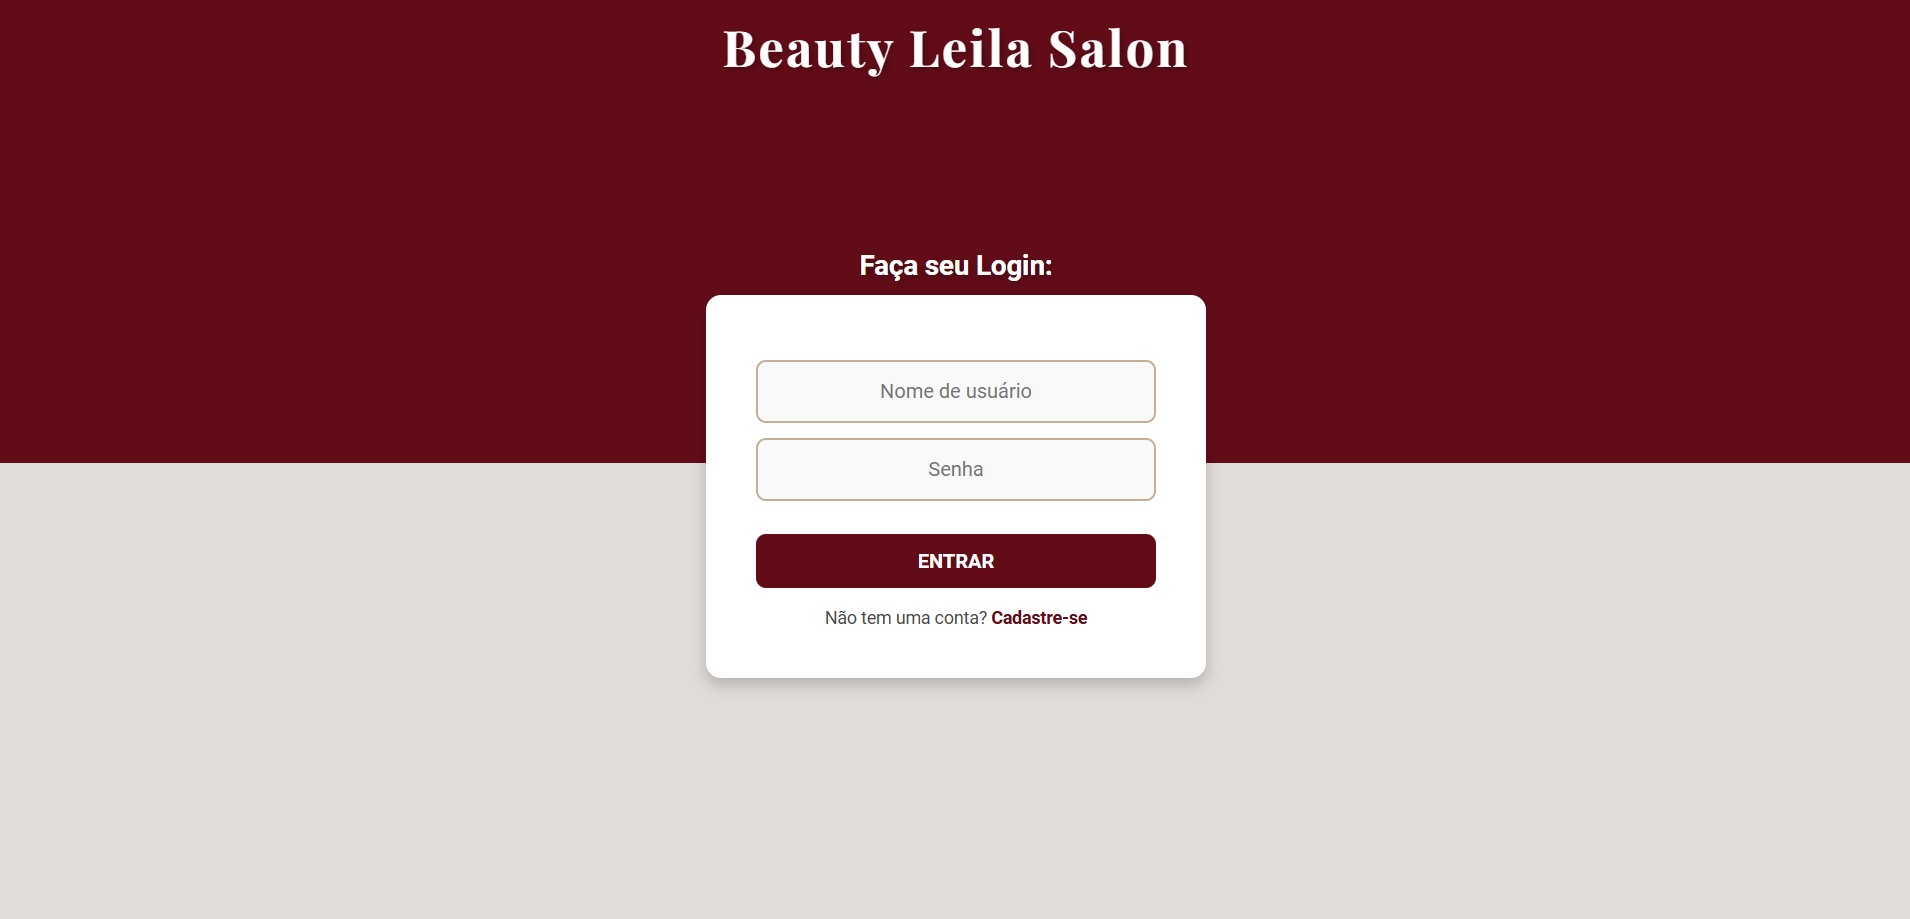 Beauty Leila Salon
Faça seu Login:
Nome de usuário
Senha
ENTRAR
Não tem uma conta? Cadastre-se